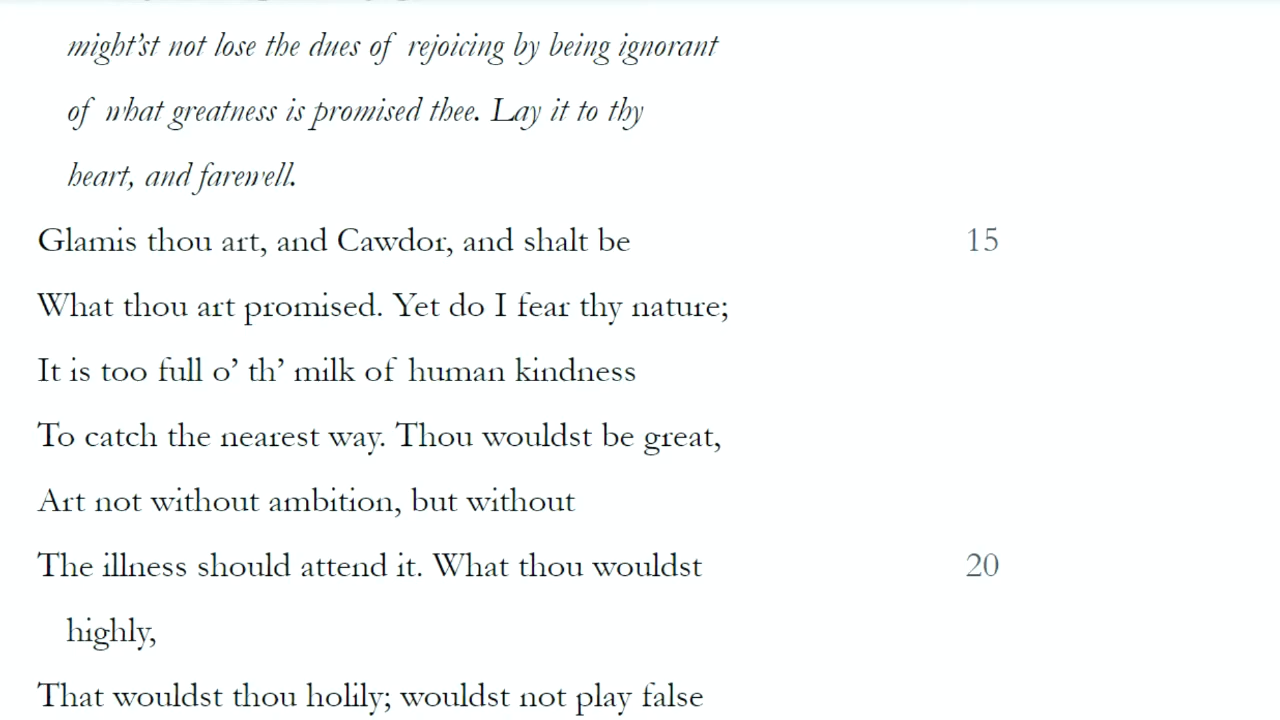 might’st not lose the dues of rejoicing by being ignorant
of what greatness is promised thee. Lay it to thy
heart, and farewell.
Glamis thou art, and Cawdor, and shalt be 15
What thou art promised. Yet do I fear thy nature;
It is too full o’ th’ milk of human kindness
To catch the nearest way. Thou wouldst be great,
Art not without ambition, but without
The illness should attend it. What thou wouldst 20
highly,
That wouldst thou holily; wouldst not play false